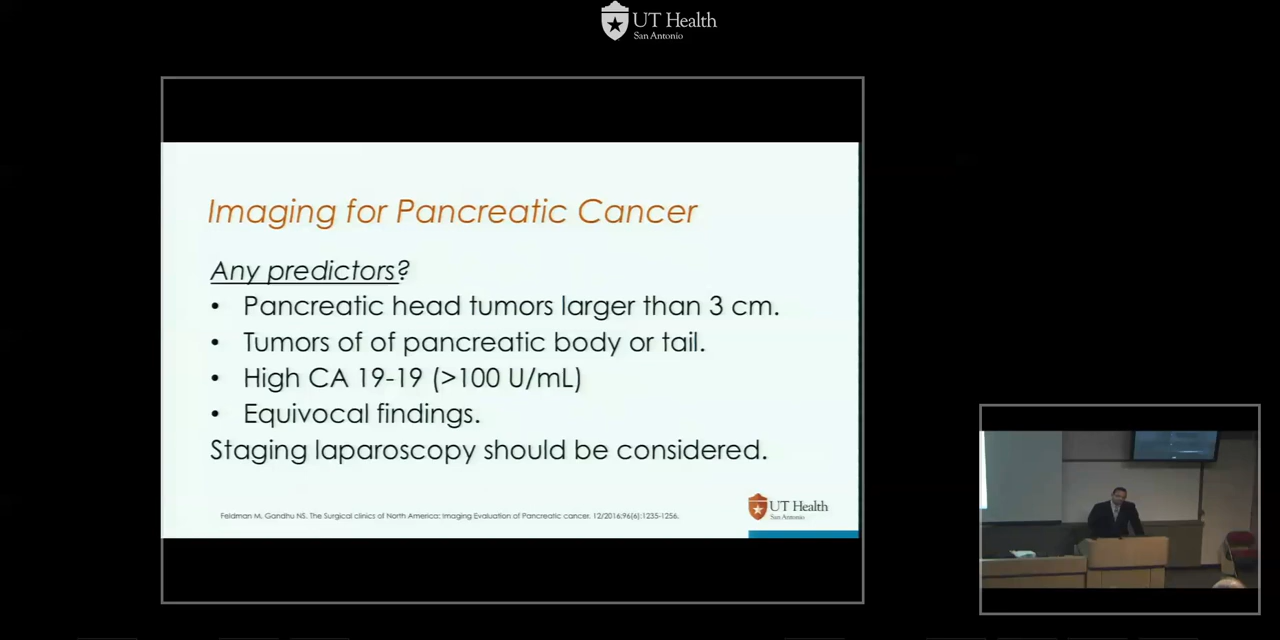 UT Health
San Antonio
Imaging for Pancreatic Cancer
Any predictors?
• Pancreatic head tumors larger than 3 cm.
• Tumors of of pancreatic body or tail.
• High CA 19-19 (>100 U/mL)
• Equivocal findings.
Staging laparoscopy should be considered.
Feldman M, Gandhu NS. The Surgical clinics of North America: Imaging Evaluation of Pancreatic cancer. 12/2016;96(6):1235-1256.
UT Health
San Antonio